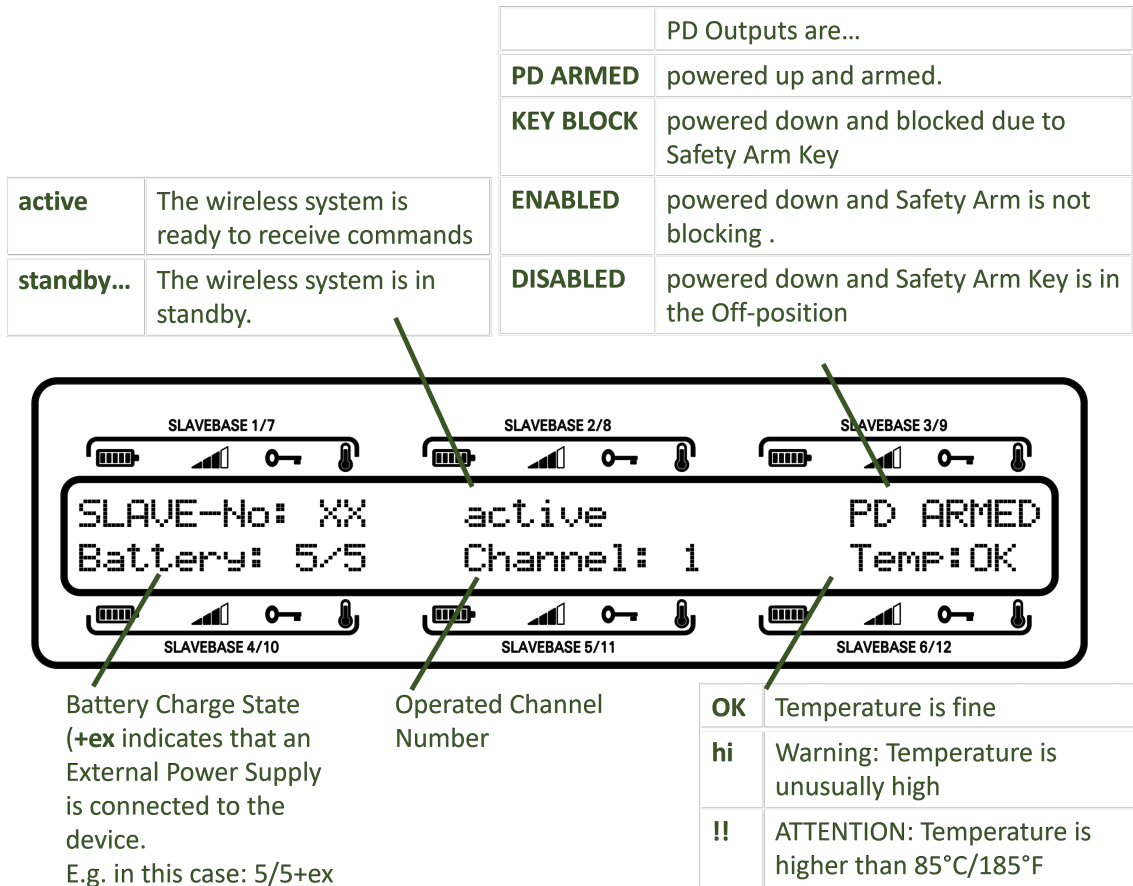 PD Outputs are...
PD ARMED powered up and armed.
KEY BLOCK powered down and blocked due to
Safety Arm Key
ENABLED powered down and Safety Arm is not
blocking .
DISABLED powered down and Safety Arm Key is in
the Off-position
active The wireless system is
ready to receive commands
standby... The wireless system is in
standby.
SLAVEBASE 1/7 SLAVEBASE 2/8 SLAVEBASE 3/9
SLAVE-No: XX active PD ARMED
Battery: 5/5 Channel: 1 Temp:OK
SLAVEBASE 4/10 SLAVEBASE 5/11 SLAVEBASE 6/12
Battery Charge State
(+ex indicates that an
External Power Supply
is connected to the
device.
E.g. in this case: 5/5+ex
Operated Channel
Number
OK Temperature is fine
hi Warning: Temperature is
unusually high
!! ATTENTION: Temperature is
higher than 85°C/185°F